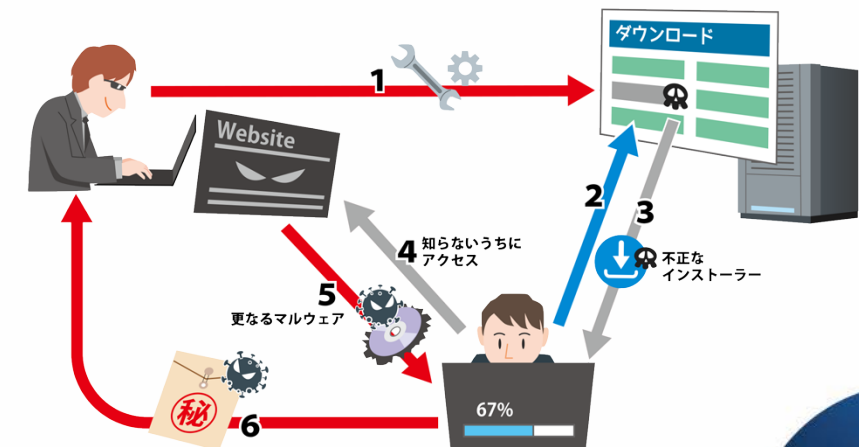 ダウンロード
1
Website
2
3
不正な
インストーラー
4
知らないうちに
アクセス
5
更なるマルウェア
67%
秘
6